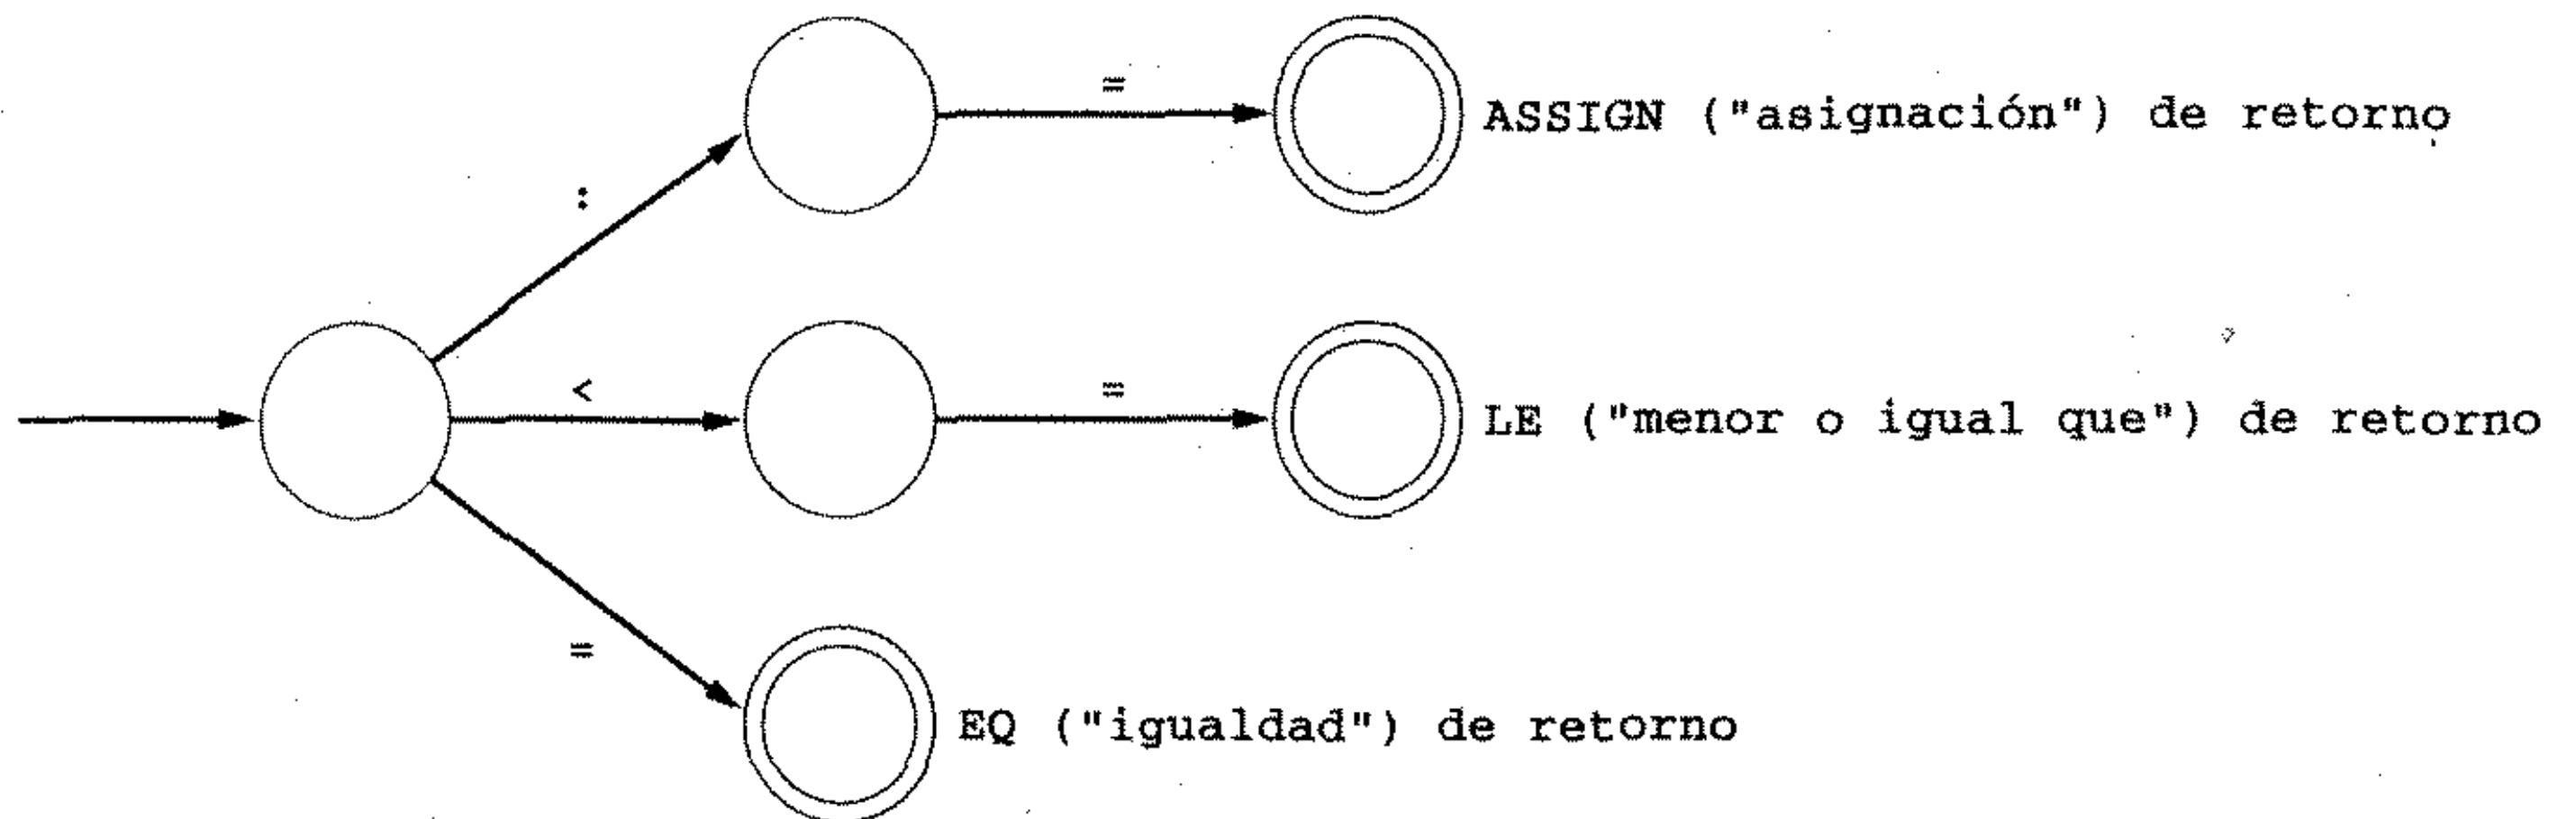 =
ASSIGN ("asignación") de retorno
:
<
=
LE ("menor o igual que") de retorno
=
EQ ("igualdad") de retorno